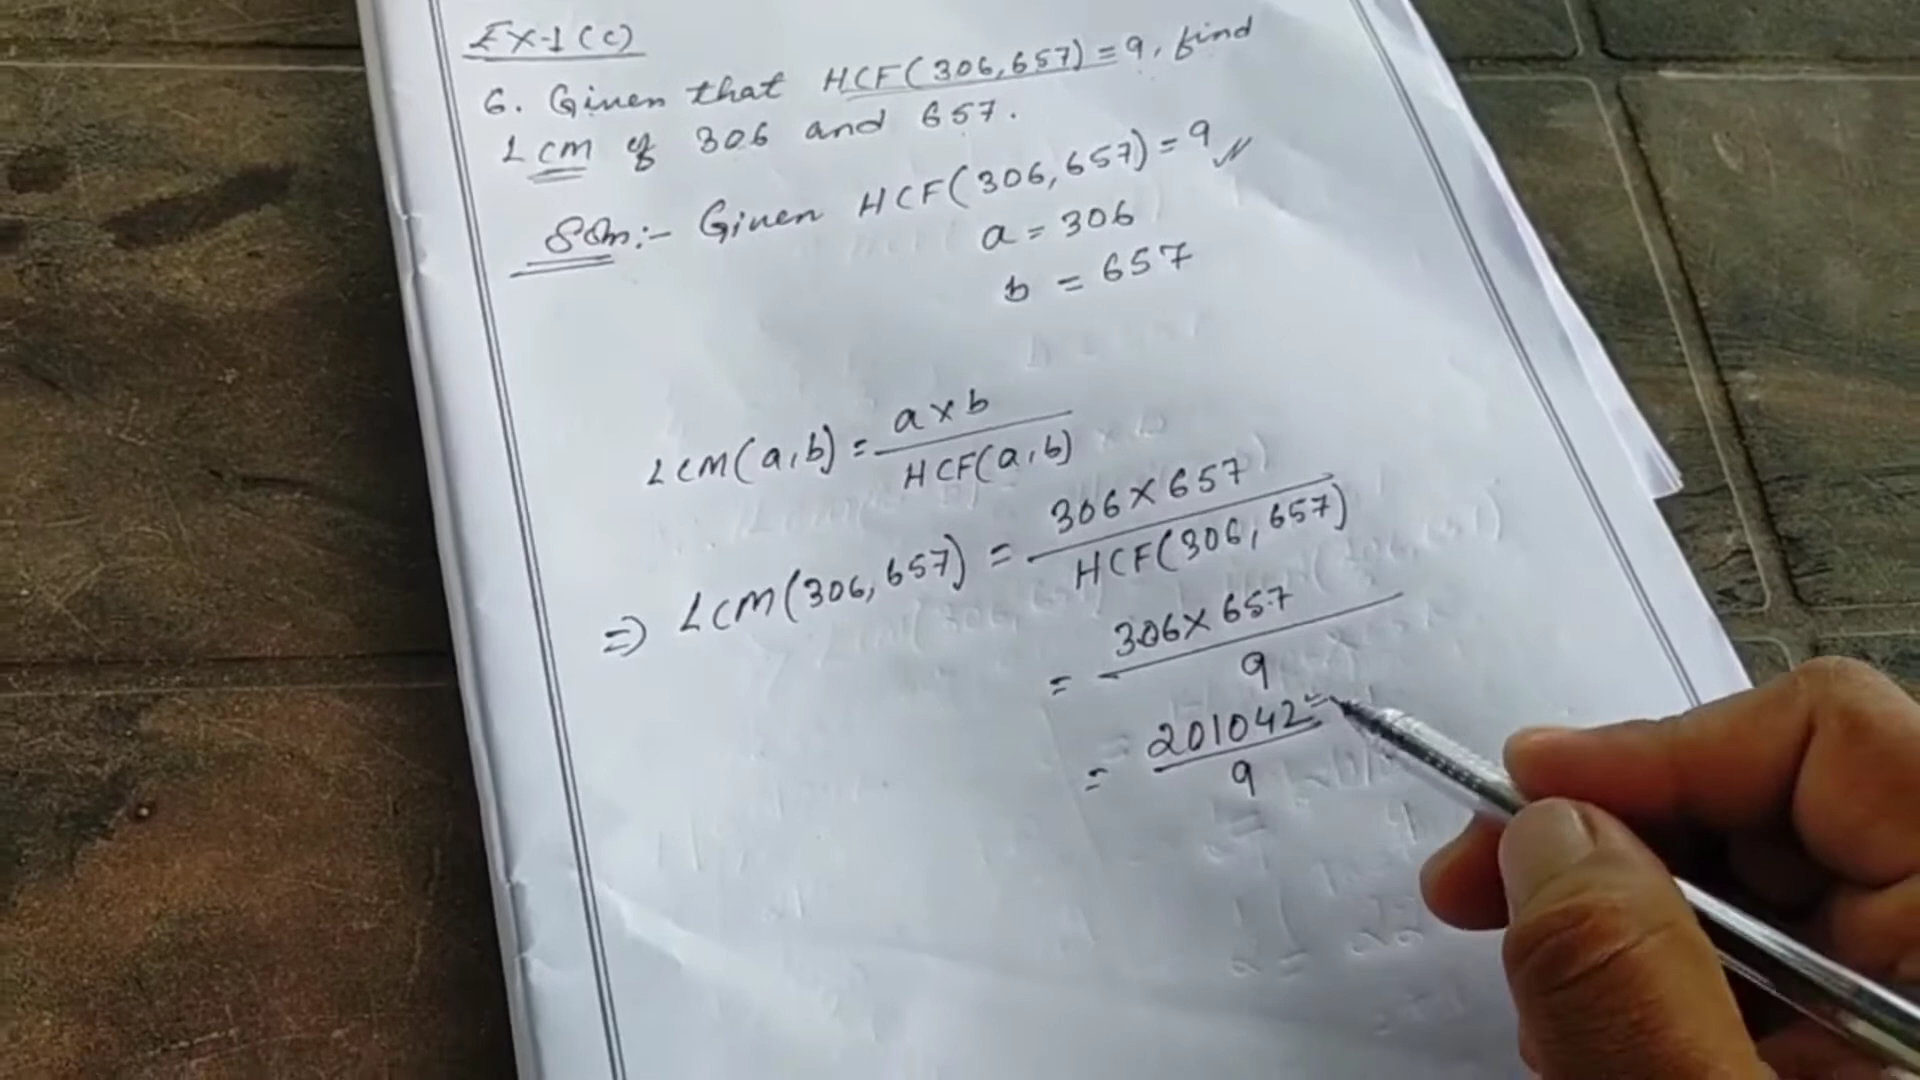 Ex-1(c)
6. Given that HCF(306,657)=9, find
LCM of 306 and 657.
Soln:- Given HCF(306,657)=9
a=306
b=657
LCM(a,b)= a×b
HCF(a,b)
=> LCM(306,657) = 306×657
HCF(306,657)
= 306×657
9
= 201042
9